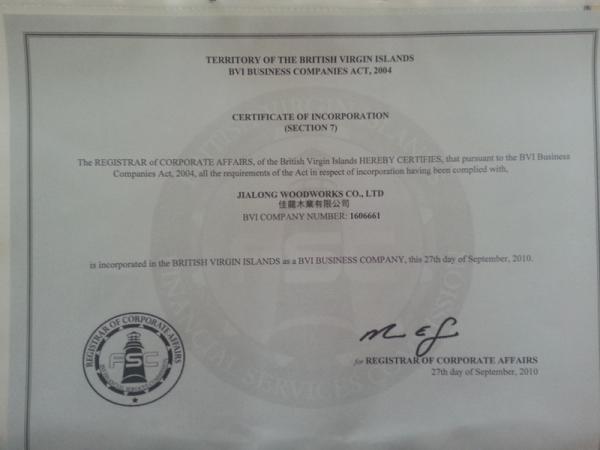 TERRITORY OF THE BRITISH VIRGIN ISLANDS
BVI BUSINESS COMPANIES ACT, 2004
CERTIFICATE OF INCORPORATION
(SECTION 7)
The REGISTRAR of CORPORATE AFFAIRS, of the British Virgin Islands HEREBY CERTIFIES, that pursuant to the BVI Business
Companies Act, 2004, all the requirements of the Act in respect of incorporation having been complied with,
JIALONG WOODWORKS CO., LTD
佳龍木業有限公司
BVI COMPANY NUMBER: 1606661
is incorporated in the BRITISH VIRGIN ISLANDS as a BVI BUSINESS COMPANY, this 27th day of September, 2010.
REGISTRAR OF CORPORATE AFFAIRS
FSC
for REGISTRAR OF CORPORATE AFFAIRS
27th day of September, 2010